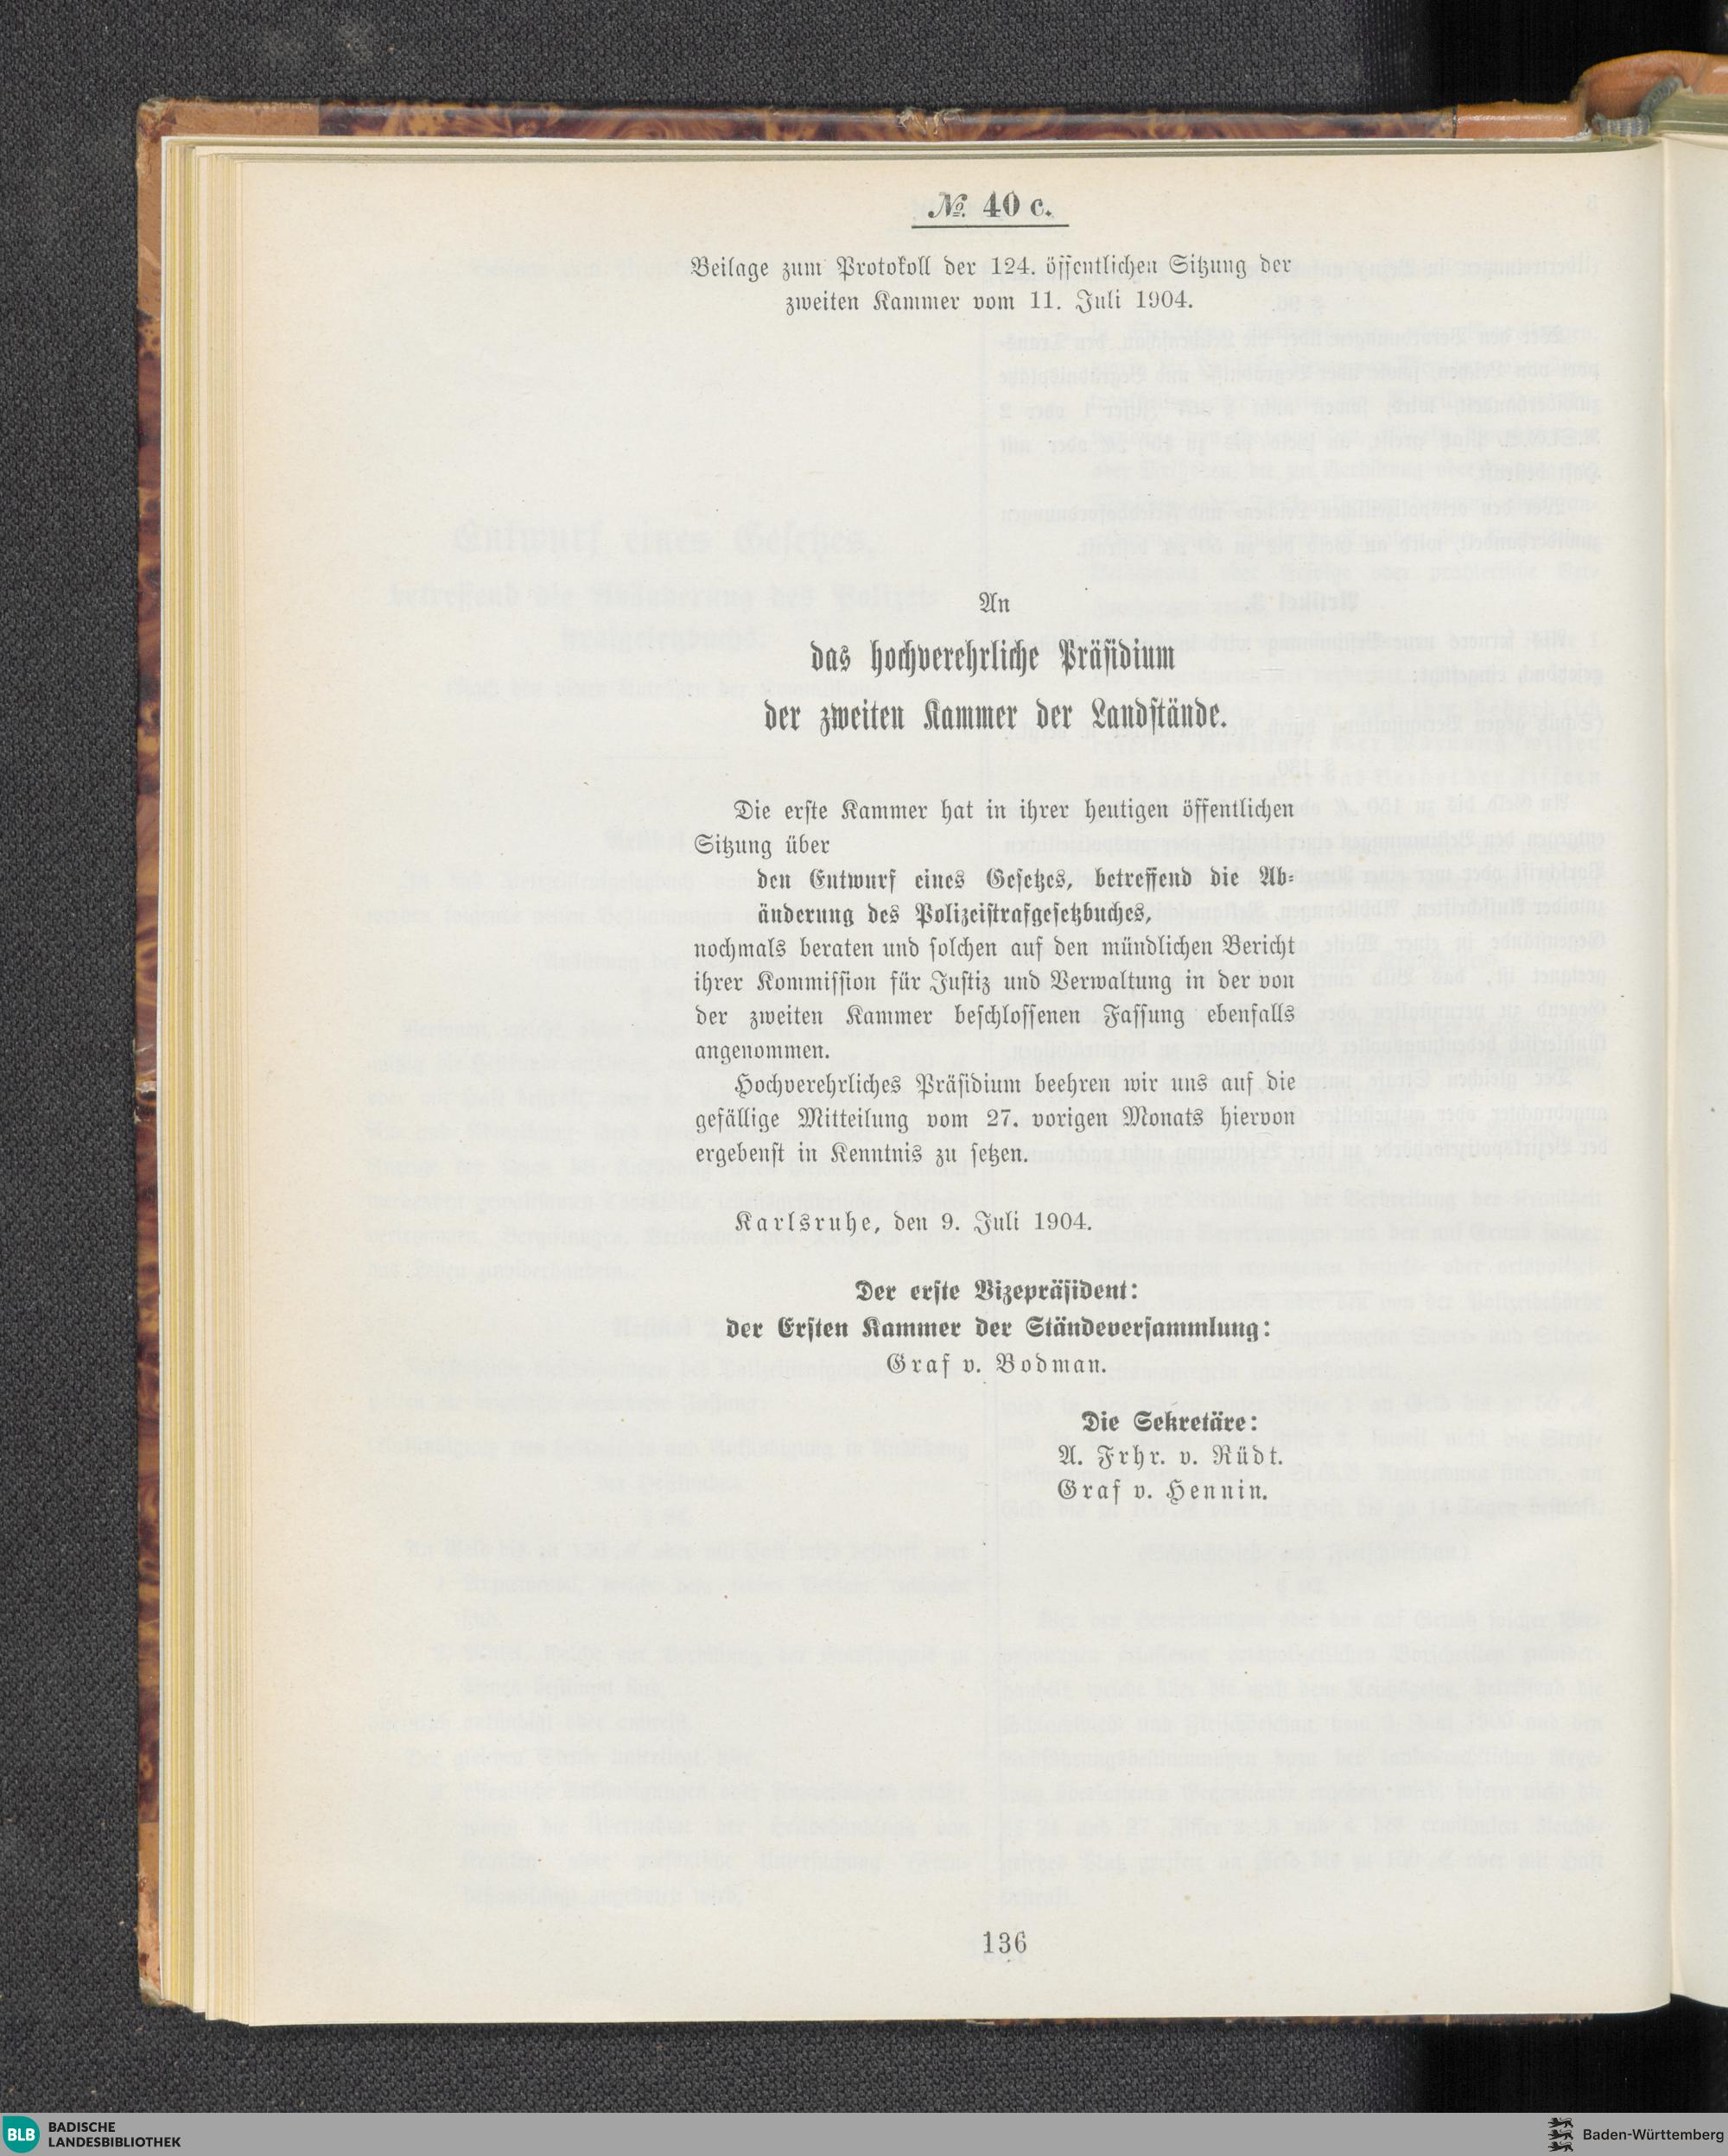 № 40 c.
Beilage zum Protokoll der 124. öffentlichen Sitzung der
zweiten Kammer vom 11. Juli 1904.
An
das hochverehrliche Präsidium
der zweiten Kammer der Landstände.
Die erste Kammer hat in ihrer heutigen öffentlichen
Sitzung über
den Entwurf eines Gesetzes, betreffend die Ab-
änderung des Polizeistrafgesetzbuches,
nochmals beraten und solchen auf den mündlichen Bericht
ihrer Kommission für Justiz und Verwaltung in der von
der zweiten Kammer beschlossenen Fassung ebenfalls
angenommen.
Hochverehrliches Präsidium beehren wir uns auf die
gefällige Mitteilung vom 27. vorigen Monats hiervon
ergebenst in Kenntnis zu setzen.
Karlsruhe, den 9. Juli 1904.
Der erste Vizepräsident:
der Ersten Kammer der Ständeversammlung:
Graf v. Bodman.
Die Sekretäre:
A. Frhr. v. Rüdt.
Graf v. Hennin.
136
BLB BADISCHE
LANDESBIBLIOTHEK
Baden-Württemberg